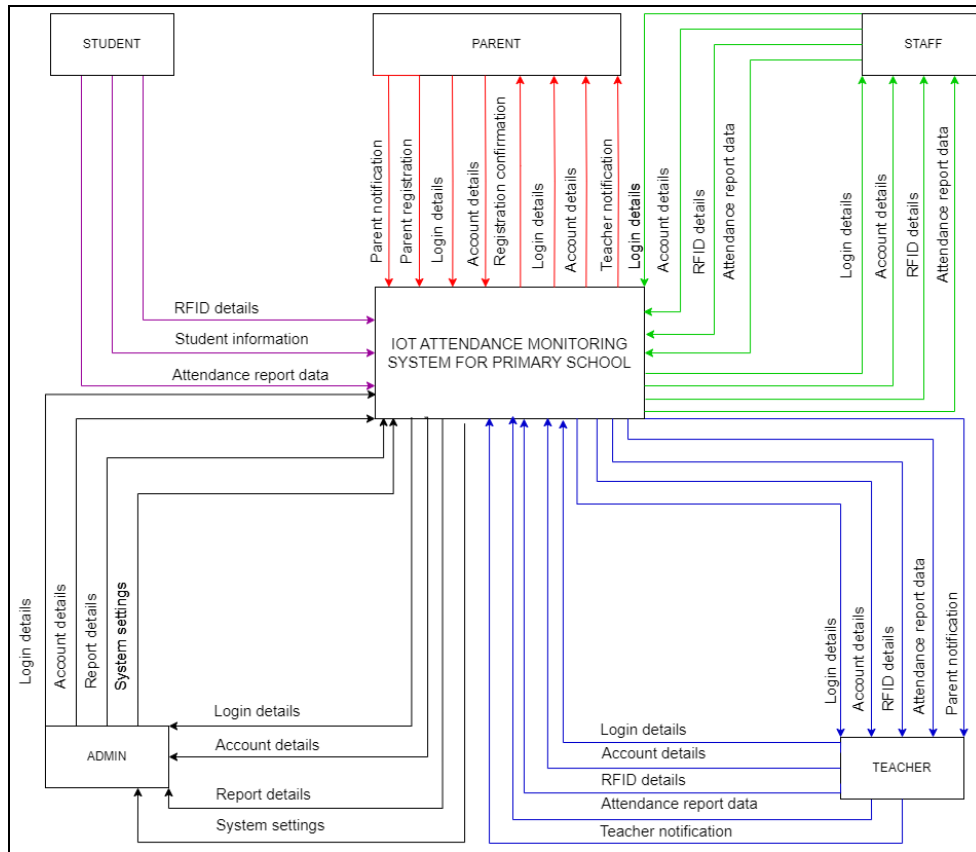 STUDENT
PARENT
STAFF
Parent notification
Parent registration
Login details
Account details
Registration confirmation
Login details
Account details
Teacher notification
Login details
Account details
RFID details
Attendance report data
Login details
Account details
RFID details
Attendance report data
RFID details
Student information
Attendance report data
IOT ATTENDANCE MONITORING
SYSTEM FOR PRIMARY SCHOOL
Login details
Account details
Report details
System settings
Login details
Account details
RFID details
Attendance report data
Parent notification
Login details
Account details
Report details
System settings
ADMIN
Login details
Account details
RFID details
Attendance report data
Teacher notification
TEACHER